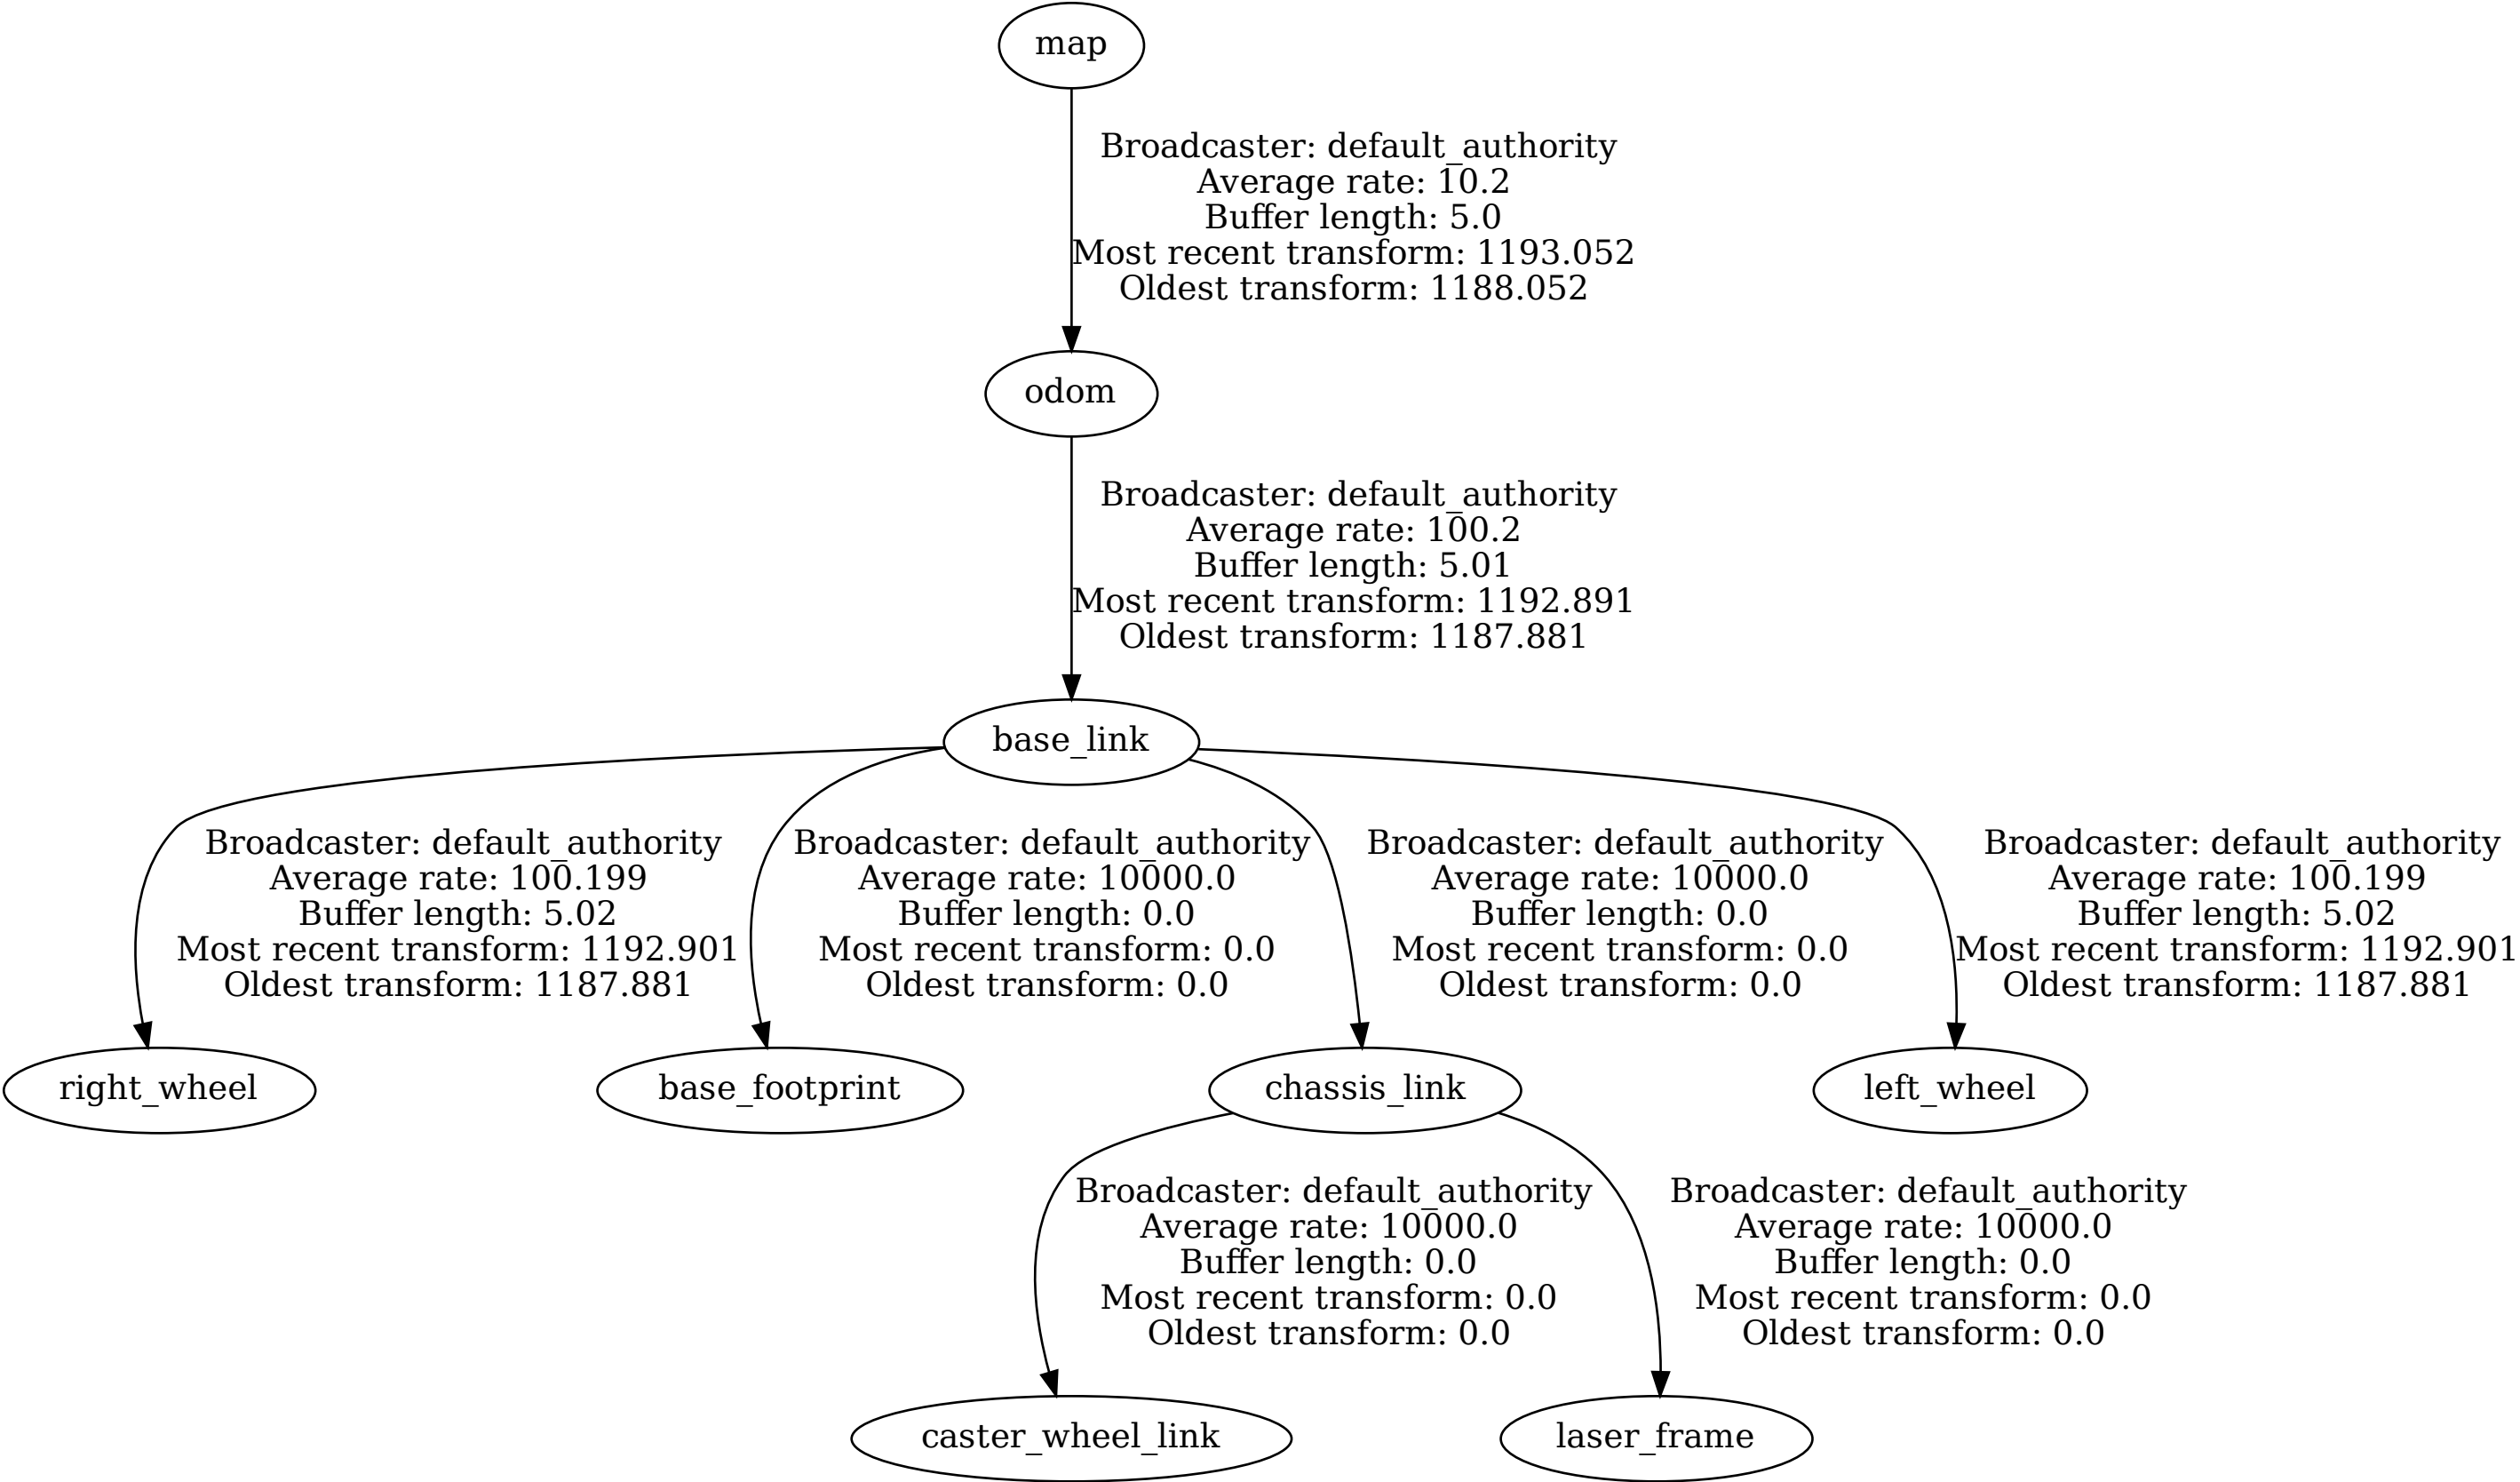 map
Broadcaster: default_authority
Average rate: 10.2
Buffer length: 5.0
Most recent transform: 1193.052
Oldest transform: 1188.052
odom
Broadcaster: default_authority
Average rate: 100.2
Buffer length: 5.01
Most recent transform: 1192.891
Oldest transform: 1187.881
base_link
Broadcaster: default_authority
Average rate: 100.199
Buffer length: 5.02
Most recent transform: 1192.901
Oldest transform: 1187.881
Broadcaster: default_authority
Average rate: 10000.0
Buffer length: 0.0
Most recent transform: 0.0
Oldest transform: 0.0
Broadcaster: default_authority
Average rate: 10000.0
Buffer length: 0.0
Most recent transform: 0.0
Oldest transform: 0.0
Broadcaster: default_authority
Average rate: 100.199
Buffer length: 5.02
Most recent transform: 1192.901
Oldest transform: 1187.881
right_wheel
base_footprint
chassis_link
left_wheel
Broadcaster: default_authority
Average rate: 10000.0
Buffer length: 0.0
Most recent transform: 0.0
Oldest transform: 0.0
Broadcaster: default_authority
Average rate: 10000.0
Buffer length: 0.0
Most recent transform: 0.0
Oldest transform: 0.0
caster_wheel_link
laser_frame